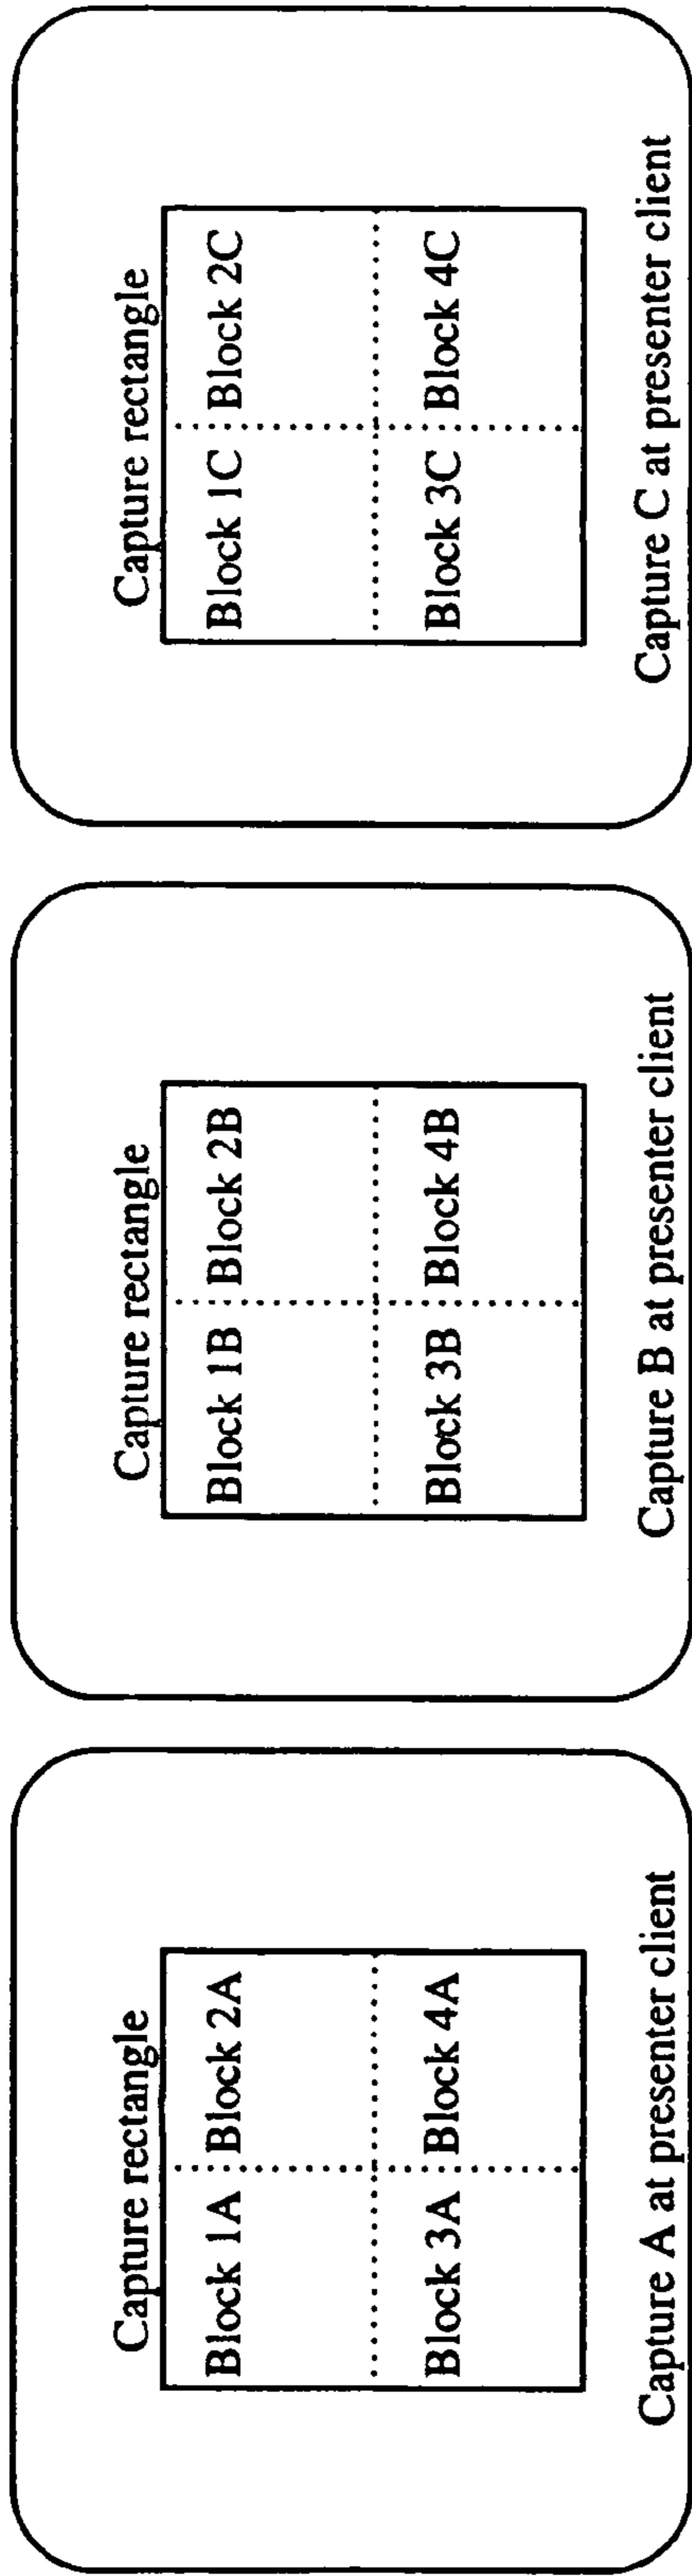 Capture rectangle
Block 1A Block 2A
Block 3A Block 4A
Capture A at presenter client
Capture rectangle
Block 1B Block 2B
Block 3B Block 4B
Capture B at presenter client
Capture rectangle
Block 1C Block 2C
Block 3C Block 4C
Capture C at presenter client